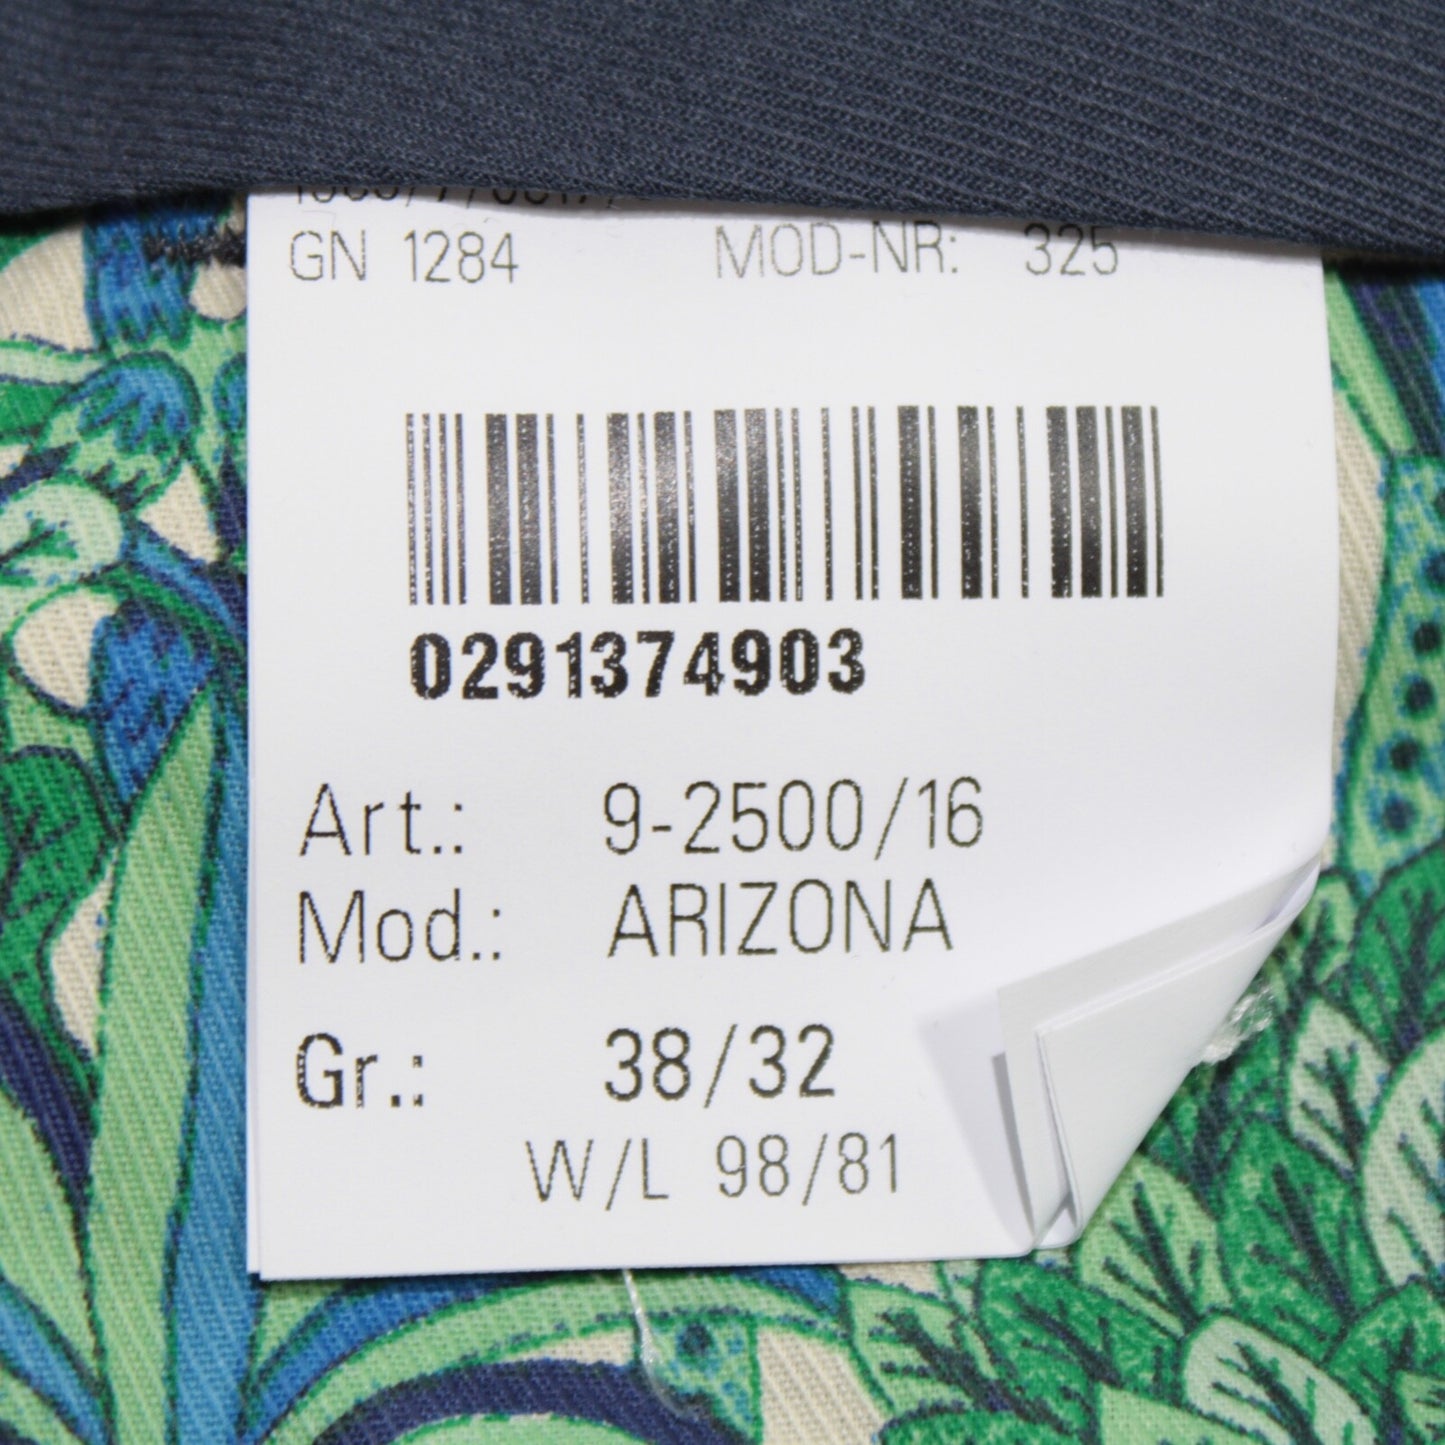 GN 1284 MOD-NR: 325
0291374903
Art.: 9-2500/16
Mod.: ARIZONA
Gr.: 38/32
W/L 98/81